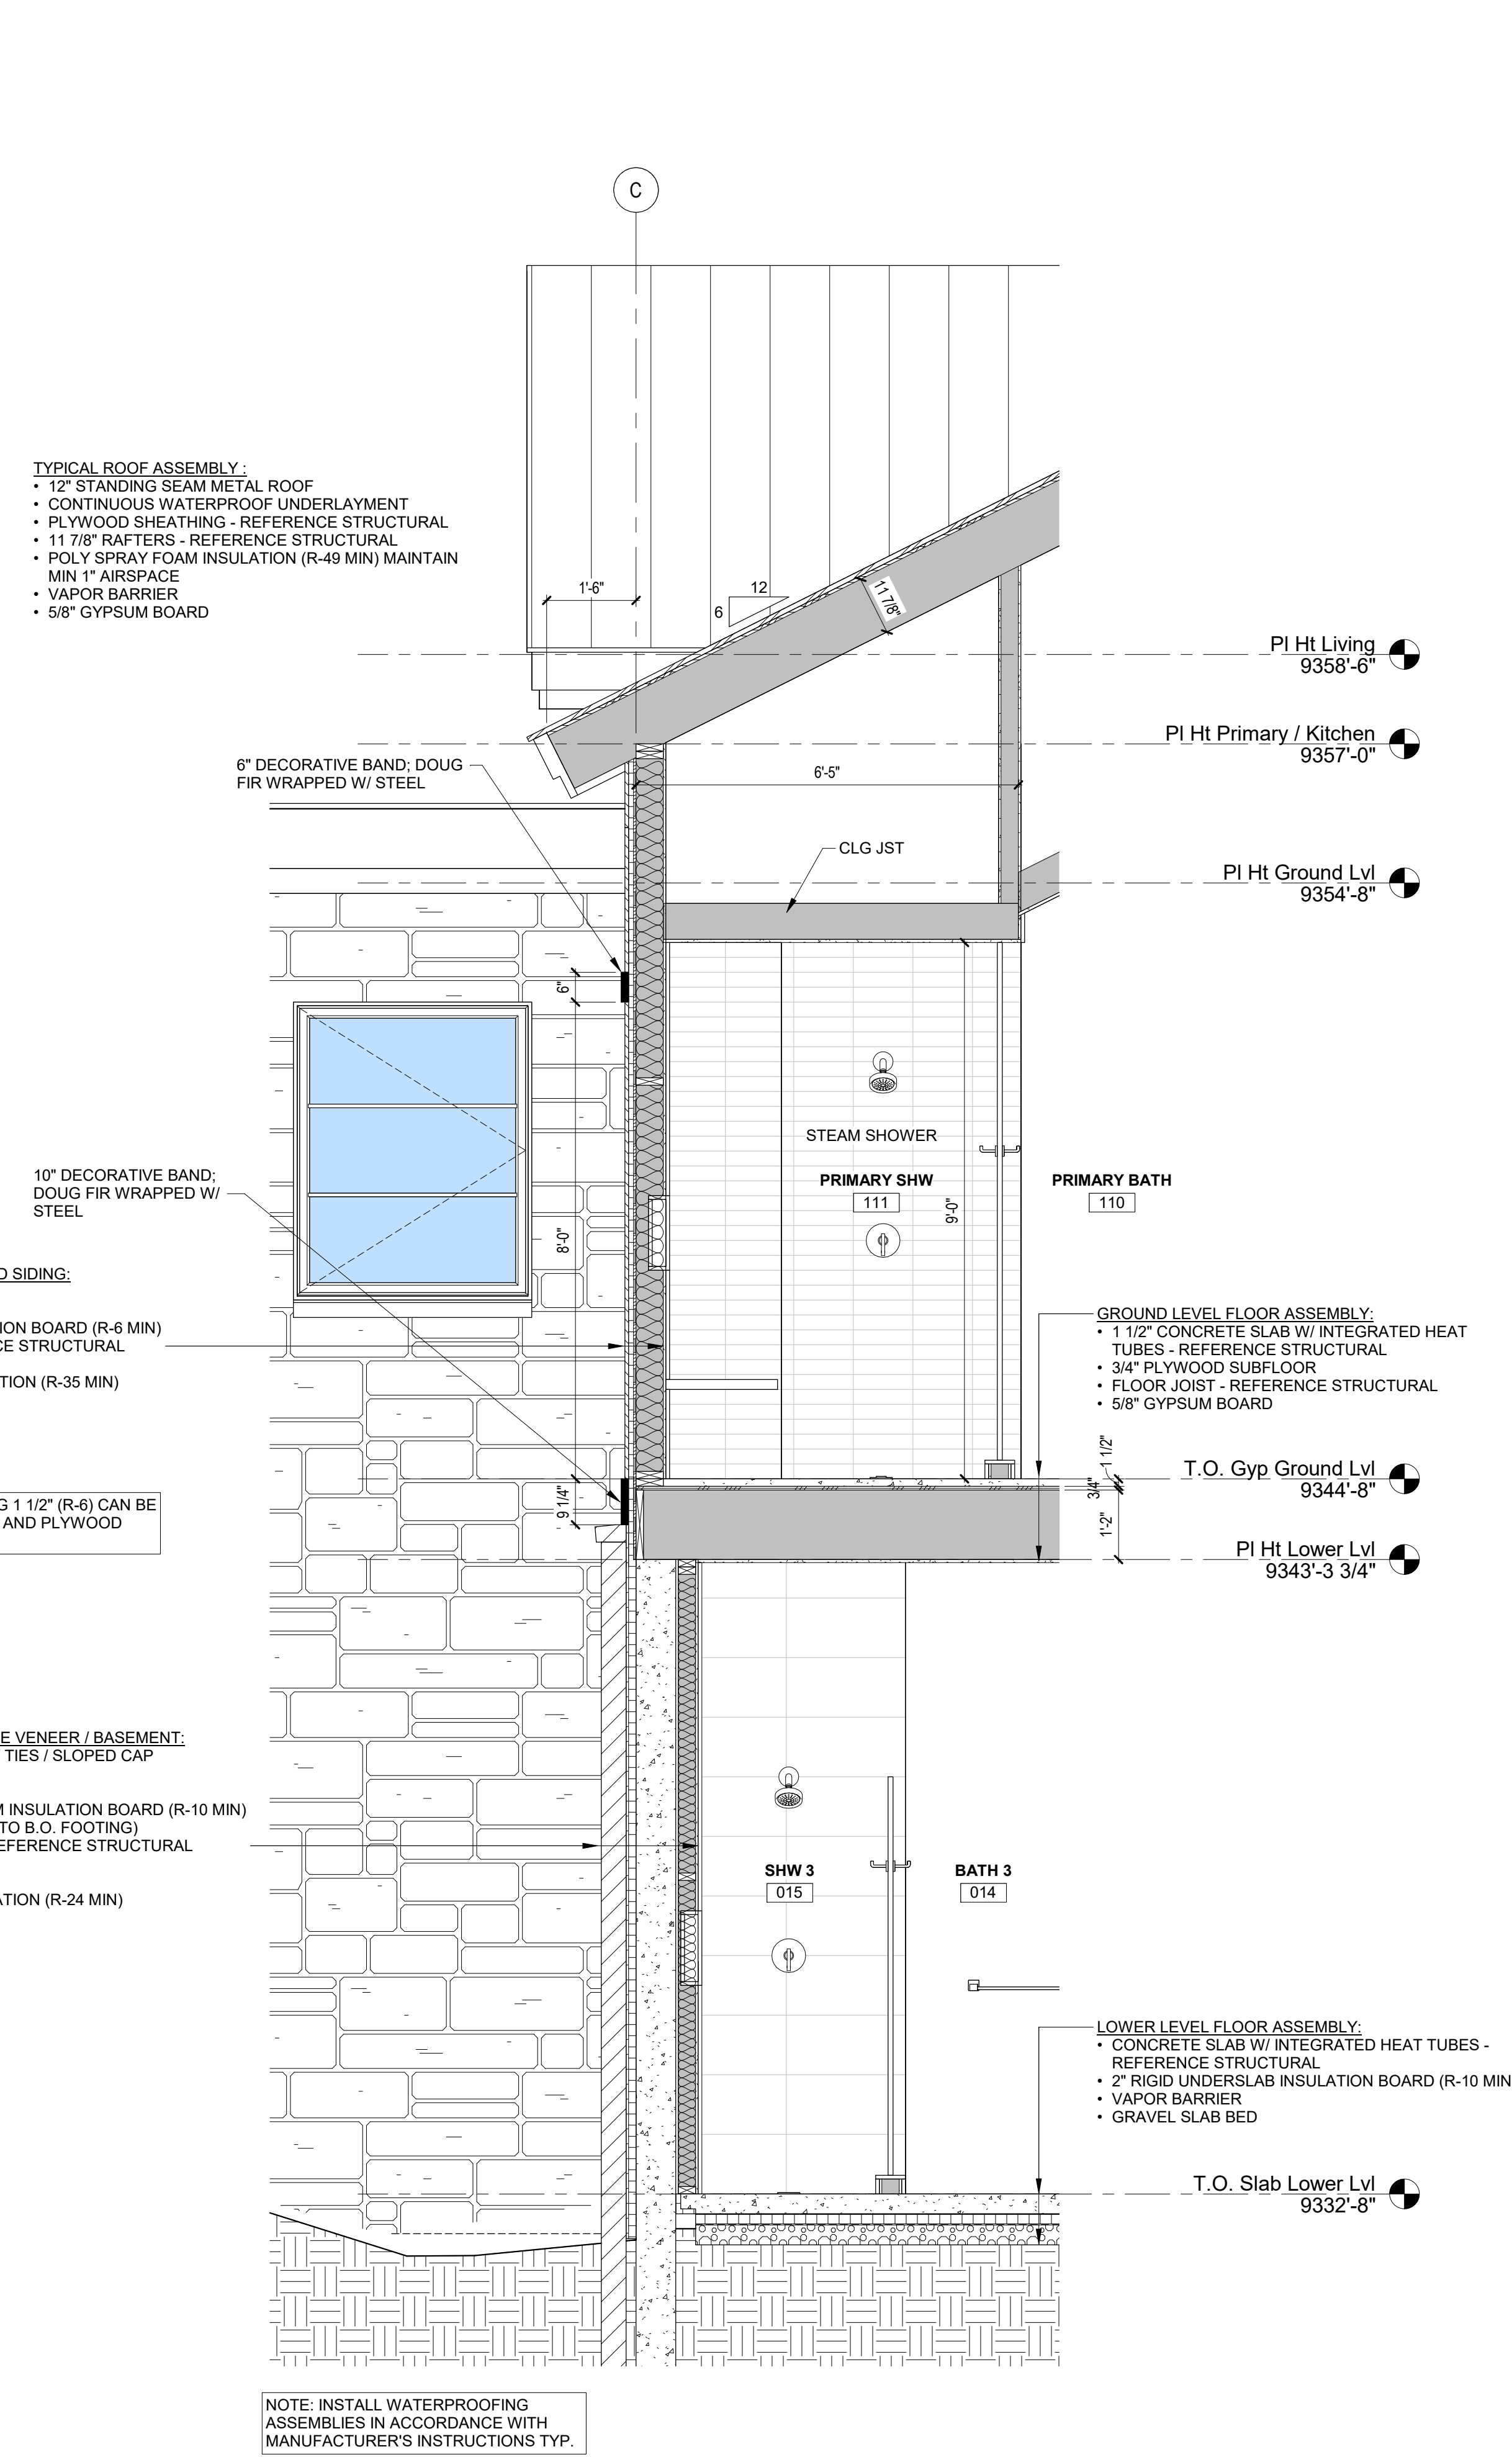 C
TYPICAL ROOF ASSEMBLY :
• 12" STANDING SEAM METAL ROOF
• CONTINUOUS WATERPROOF UNDERLAYMENT
• PLYWOOD SHEATHING - REFERENCE STRUCTURAL
• 11 7/8" RAFTERS - REFERENCE STRUCTURAL
• POLY SPRAY FOAM INSULATION (R-49 MIN) MAINTAIN
MIN 1" AIRSPACE
• VAPOR BARRIER
• 5/8" GYPSUM BOARD
1'-6"
12
6
11 7/8"
Pl Ht Living
9358'-6"
Pl Ht Primary / Kitchen
9357'-0"
6" DECORATIVE BAND; DOUG
FIR WRAPPED W/ STEEL
6'-5"
CLG JST
Pl Ht Ground Lvl
9354'-8"
6"
STEAM SHOWER
PRIMARY SHW
111
PRIMARY BATH
110
9'-0"
8'-0"
10" DECORATIVE BAND;
DOUG FIR WRAPPED W/
STEEL
D SIDING:
ION BOARD (R-6 MIN)
CE STRUCTURAL
TION (R-35 MIN)
GROUND LEVEL FLOOR ASSEMBLY:
• 1 1/2" CONCRETE SLAB W/ INTEGRATED HEAT
TUBES - REFERENCE STRUCTURAL
• 3/4" PLYWOOD SUBFLOOR
• FLOOR JOIST - REFERENCE STRUCTURAL
• 5/8" GYPSUM BOARD
1 1/2"
3/4"
1'-2"
T.O. Gyp Ground Lvl
9344'-8"
9 1/4"
G 1 1/2" (R-6) CAN BE
AND PLYWOOD
Pl Ht Lower Lvl
9343'-3 3/4"
E VENEER / BASEMENT:
TIES / SLOPED CAP
M INSULATION BOARD (R-10 MIN)
TO B.O. FOOTING)
EFERENCE STRUCTURAL
ATION (R-24 MIN)
SHW 3
015
BATH 3
014
LOWER LEVEL FLOOR ASSEMBLY:
• CONCRETE SLAB W/ INTEGRATED HEAT TUBES -
REFERENCE STRUCTURAL
• 2" RIGID UNDERSLAB INSULATION BOARD (R-10 MIN
• VAPOR BARRIER
• GRAVEL SLAB BED
T.O. Slab Lower Lvl
9332'-8"
NOTE: INSTALL WATERPROOFING
ASSEMBLIES IN ACCORDANCE WITH
MANUFACTURER'S INSTRUCTIONS TYP.